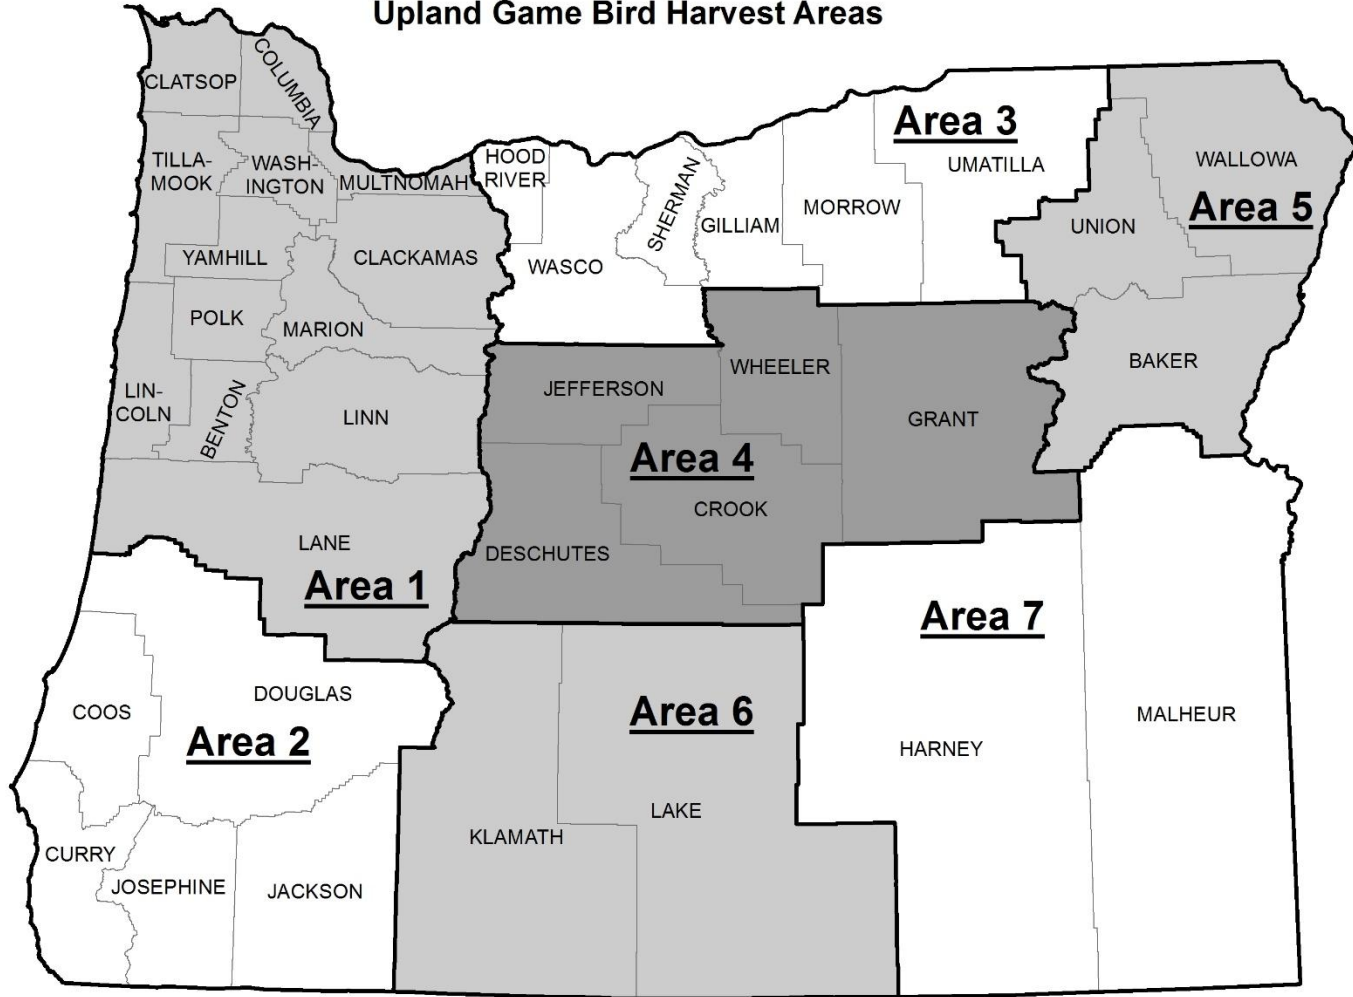 Upland Game Bird Harvest Areas
CLATSOP
COLUMBIA
TILLA-
MOOK
WASH-
INGTON
MULTNOMAH
YAMHILL
CLACKAMAS
POLK
MARION
LIN-
COLN
BENTON
LINN
LANE
Area 1
COOS
DOUGLAS
Area 2
CURRY
JOSEPHINE
JACKSON
HOOD
RIVER
WASCO
SHERMAN
GILLIAM
MORROW
Area 3
UMATILLA
JEFFERSON
WHEELER
GRANT
Area 4
CROOK
DESCHUTES
WALLOWA
Area 5
UNION
BAKER
Area 6
KLAMATH
LAKE
Area 7
HARNEY
MALHEUR